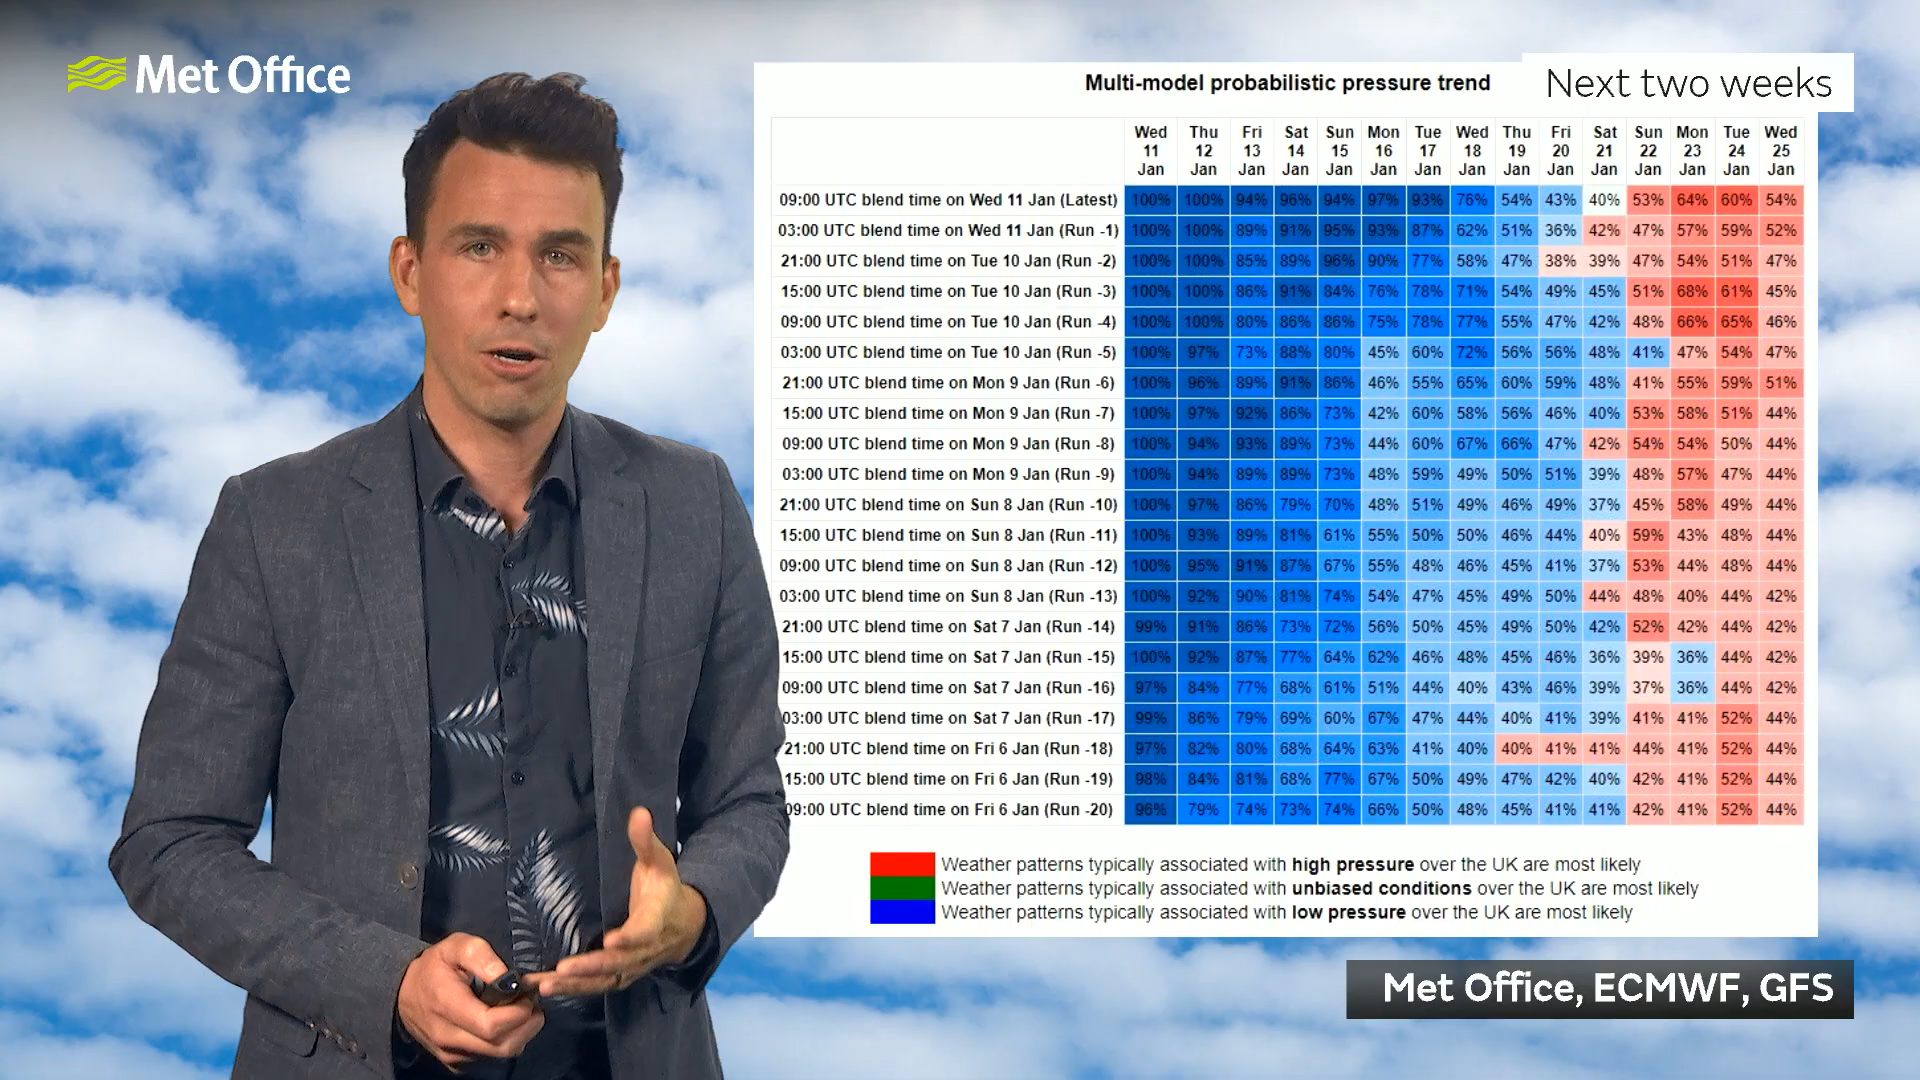 Met Office
Multi-model probabilistic pressure trend
Next two weeks
Wed Thu Fri Sat Sun Mon Tue Wed Thu Fri Sat Sun Mon Tue Wed
11 12 13 14 15 16 17 18 19 20 21 22 23 24 25
Jan Jan Jan Jan Jan Jan Jan Jan Jan Jan Jan Jan Jan Jan Jan
09:00 UTC blend time on Wed 11 Jan (Latest) 100% 100% 94% 96% 94% 97% 93% 76% 54% 43% 40% 53% 64% 60% 54%
03:00 UTC blend time on Wed 11 Jan (Run -1) 100% 100% 89% 91% 95% 93% 87% 62% 51% 36% 42% 47% 57% 59% 52%
21:00 UTC blend time on Tue 10 Jan (Run -2) 100% 100% 85% 89% 96% 90% 77% 58% 47% 38% 39% 47% 54% 51% 47%
15:00 UTC blend time on Tue 10 Jan (Run -3) 100% 100% 86% 91% 84% 76% 78% 71% 54% 49% 45% 51% 68% 61% 45%
09:00 UTC blend time on Tue 10 Jan (Run -4) 100% 100% 80% 86% 86% 75% 78% 77% 55% 47% 42% 48% 66% 65% 46%
03:00 UTC blend time on Tue 10 Jan (Run -5) 100% 97% 73% 88% 80% 45% 60% 72% 56% 56% 48% 41% 47% 54% 47%
21:00 UTC blend time on Mon 9 Jan (Run -6) 100% 96% 89% 91% 86% 46% 55% 65% 60% 59% 48% 41% 55% 59% 51%
15:00 UTC blend time on Mon 9 Jan (Run -7) 100% 97% 92% 86% 73% 42% 60% 58% 56% 46% 40% 53% 58% 51% 44%
09:00 UTC blend time on Mon 9 Jan (Run -8) 100% 94% 93% 89% 73% 44% 60% 67% 66% 47% 42% 54% 54% 50% 44%
03:00 UTC blend time on Mon 9 Jan (Run -9) 100% 94% 89% 89% 73% 48% 59% 49% 50% 51% 39% 48% 57% 47% 44%
21:00 UTC blend time on Sun 8 Jan (Run -10) 100% 97% 86% 79% 70% 48% 51% 49% 46% 49% 37% 45% 58% 49% 44%
15:00 UTC blend time on Sun 8 Jan (Run -11) 100% 93% 89% 81% 61% 55% 50% 50% 46% 44% 40% 59% 43% 48% 44%
09:00 UTC blend time on Sun 8 Jan (Run -12) 100% 95% 91% 87% 67% 55% 48% 46% 45% 41% 37% 53% 44% 48% 44%
03:00 UTC blend time on Sun 8 Jan (Run -13) 100% 92% 90% 81% 74% 54% 47% 45% 49% 50% 44% 48% 40% 44% 42%
21:00 UTC blend time on Sat 7 Jan (Run -14) 99% 91% 86% 73% 72% 56% 50% 45% 49% 50% 42% 52% 42% 44% 42%
15:00 UTC blend time on Sat 7 Jan (Run -15) 100% 92% 87% 77% 64% 62% 46% 48% 45% 46% 36% 39% 36% 44% 42%
09:00 UTC blend time on Sat 7 Jan (Run -16) 97% 84% 77% 68% 61% 51% 44% 40% 43% 46% 39% 37% 36% 44% 42%
03:00 UTC blend time on Sat 7 Jan (Run -17) 99% 86% 79% 69% 60% 67% 47% 44% 40% 41% 39% 41% 41% 52% 44%
21:00 UTC blend time on Fri 6 Jan (Run -18) 97% 82% 80% 68% 64% 63% 41% 40% 40% 41% 41% 44% 41% 52% 44%
15:00 UTC blend time on Fri 6 Jan (Run -19) 98% 84% 81% 68% 77% 67% 50% 49% 47% 42% 40% 42% 41% 52% 44%
09:00 UTC blend time on Fri 6 Jan (Run -20) 96% 79% 74% 73% 74% 66% 50% 48% 45% 41% 41% 42% 41% 52% 44%
Weather patterns typically associated with high pressure over the UK are most likely
Weather patterns typically associated with unbiased conditions over the UK are most likely
Weather patterns typically associated with low pressure over the UK are most likely
Met Office, ECMWF, GFS